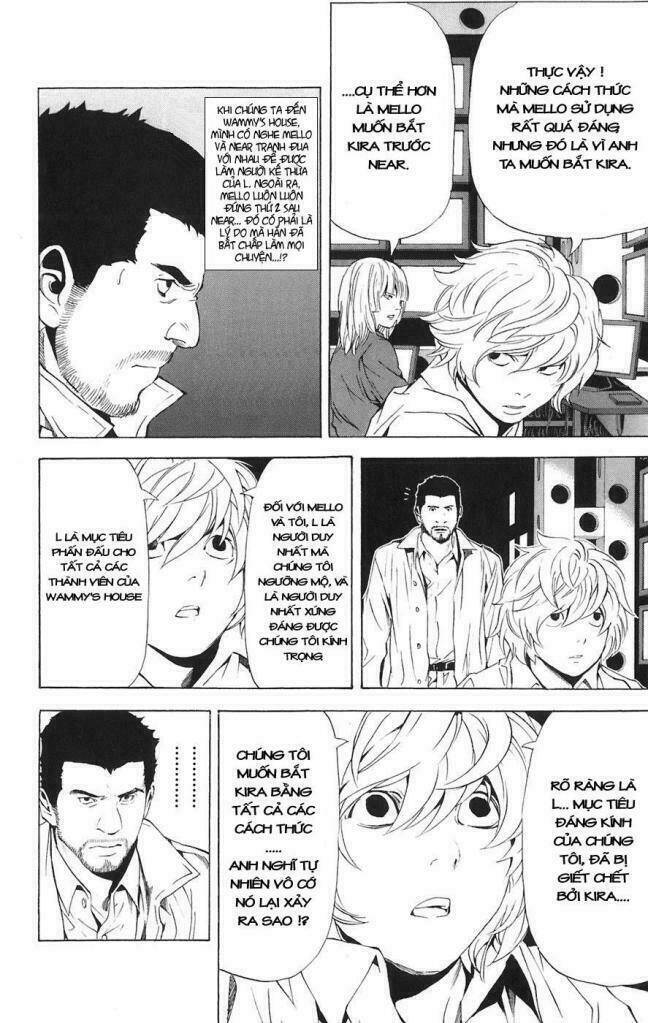 THỰC VẬY !
NHỮNG CÁCH THỨC
MÀ MELLO SỬ DỤNG
RẤT QUÁ ĐÁNG,
NHƯNG ĐÓ LÀ VÌ ANH
TA MUỐN BẮT KIRA.
....CỤ THỂ HƠN
LÀ MELLO
MUỐN BẮT
KIRA TRƯỚC
NEAR.
KHI CHÚNG TA ĐẾN
WAMMY'S HOUSE,
MÌNH CÓ NGHE MELLO
VÀ NEAR TRANH ĐUA
VỚI NHAU ĐỂ ĐƯỢC
LÀM NGƯỜI KẾ THỪA
CỦA L. NGOÀI RA,
MELLO LUÔN LUÔN
ĐỨNG THỨ 2 SAU
NEAR... ĐÓ CÓ PHẢI LÀ
LÝ DO MÀ HẮN ĐÃ
BẤT CHẤP LÀM MỌI
CHUYỆN...!?
ĐỐI VỚI MELLO
VÀ TÔI, L LÀ
NGƯỜI DUY
NHẤT MÀ
CHÚNG TÔI
NGƯỠNG MỘ, VÀ
LÀ NGƯỜI DUY
NHẤT XỨNG
ĐÁNG ĐƯỢC
CHÚNG TÔI KÍNH
TRỌNG
L LÀ MỤC TIÊU
PHẤN ĐẤU CHO
TẤT CẢ CÁC
THÀNH VIÊN CỦA
WAMMY'S HOUSE
RÕ RÀNG LÀ
L... MỤC TIÊU
ĐÁNG KÍNH
CỦA CHÚNG
TÔI, ĐÃ BỊ
GIẾT CHẾT
BỞI KIRA....
CHÚNG TÔI
MUỐN BẮT
KIRA BẰNG
TẤT CẢ CÁC
CÁCH THỨC
.....
ANH NGHĨ TỰ
NHIÊN VÔ CỚ
NÓ LẠI XẢY
RA SAO !?